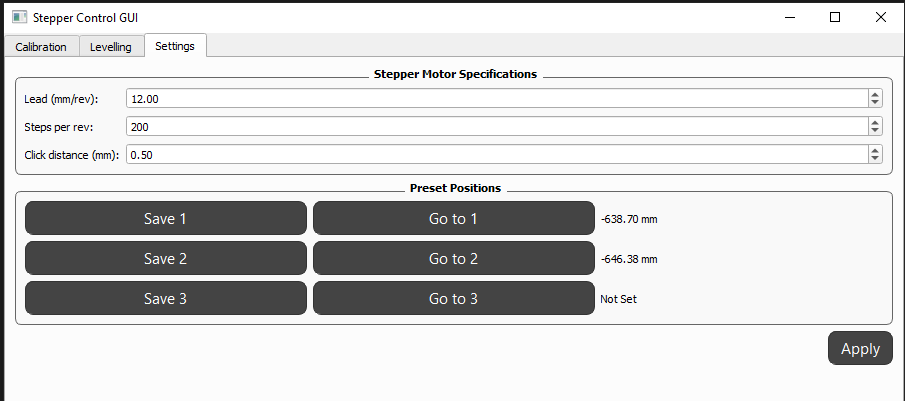 Stepper Control GUI
Calibration Levelling Settings
Stepper Motor Specifications
Lead (mm/rev): 12.00
Steps per rev: 200
Click distance (mm): 0.50
Preset Positions
Save 1 Go to 1 -638.70 mm
Save 2 Go to 2 -646.38 mm
Save 3 Go to 3 Not Set
Apply